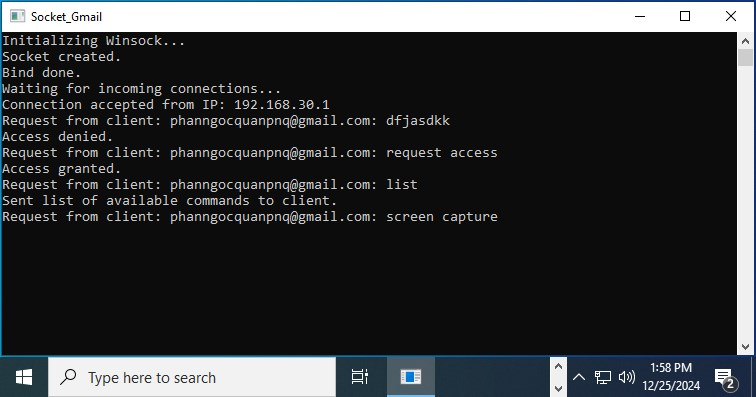 Socket_Gmail
Initializing Winsock...
Socket created.
Bind done.
Waiting for incoming connections...
Connection accepted from IP: 192.168.30.1
Request from client: phanngocquanpnq@gmail.com: dfjasdkk
Access denied.
Request from client: phanngocquanpnq@gmail.com: request access
Access granted.
Request from client: phanngocquanpnq@gmail.com: list
Sent list of available commands to client.
Request from client: phanngocquanpnq@gmail.com: screen capture
Type here to search
1:58 PM
12/25/2024
2